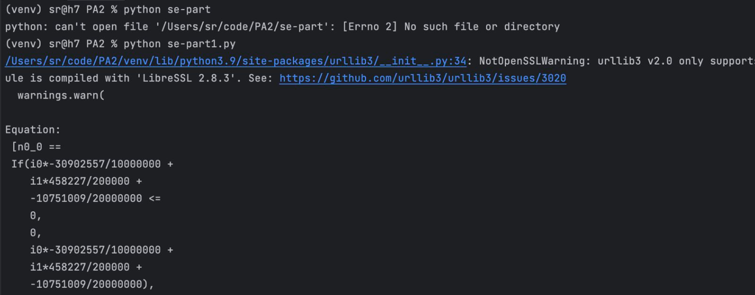 (venv) sr@h7 PA2 % python se-part
python: can't open file '/Users/sr/code/PA2/se-part': [Errno 2] No such file or directory
(venv) sr@h7 PA2 % python se-part1.py
/Users/sr/code/PA2/venv/lib/python3.9/site-packages/urllib3/__init__.py:34: NotOpenSSLWarning: urllib3 v2.0 only support
ule is compiled with 'LibreSSL 2.8.3'. See: https://github.com/urllib3/urllib3/issues/3020
  warnings.warn(

Equation:
 [n0_0 ==
 If(i0*-30902557/10000000 +
    i1*458227/200000 +
    -10751009/20000000 <=
    0,
    0,
    i0*-30902557/10000000 +
    i1*458227/200000 +
    -10751009/20000000),